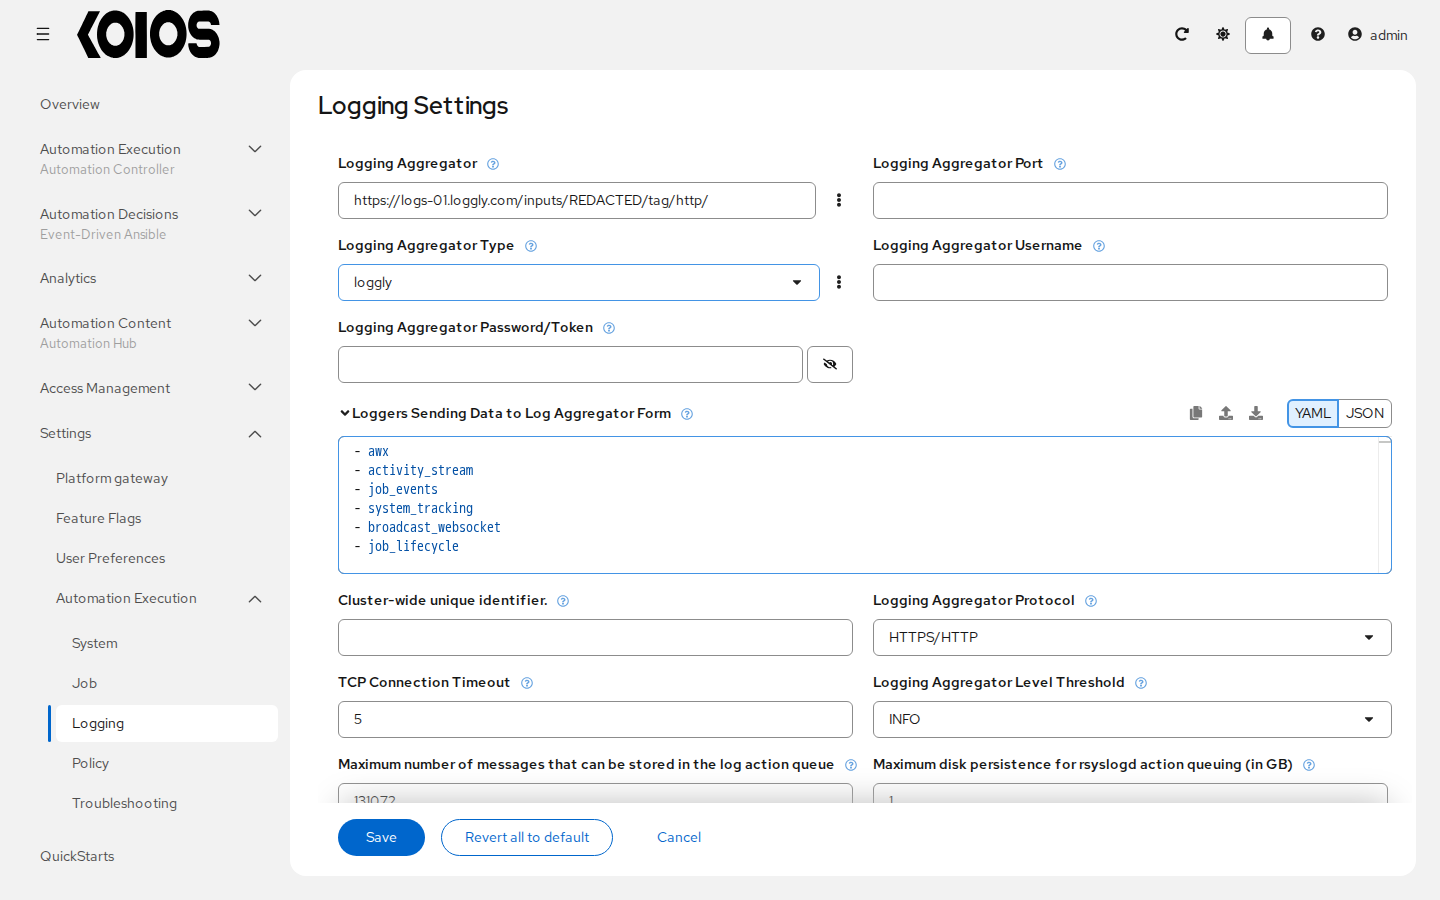 KOIOS
admin
Overview
Automation Execution
Automation Controller
Automation Decisions
Event-Driven Ansible
Analytics
Automation Content
Automation Hub
Access Management
Settings
Platform gateway
Feature Flags
User Preferences
Automation Execution
System
Job
Logging
Policy
Troubleshooting
QuickStarts
Logging Settings
Logging Aggregator
https://logs-01.loggly.com/inputs/REDACTED/tag/http/
Logging Aggregator Port
Logging Aggregator Type
loggly
Logging Aggregator Username
Logging Aggregator Password/Token
Loggers Sending Data to Log Aggregator Form
YAML JSON
- awx
- activity_stream
- job_events
- system_tracking
- broadcast_websocket
- job_lifecycle
Cluster-wide unique identifier.
Logging Aggregator Protocol
HTTPS/HTTP
TCP Connection Timeout
5
Logging Aggregator Level Threshold
INFO
Maximum number of messages that can be stored in the log action queue
131072
Maximum disk persistence for rsyslogd action queuing (in GB)
1
Save
Revert all to default
Cancel